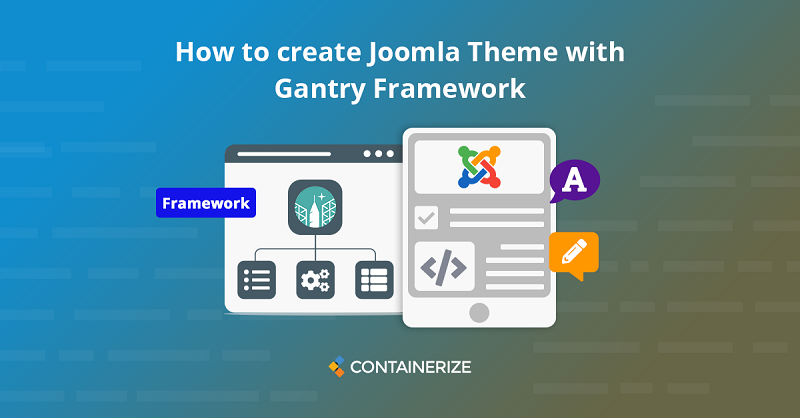 How to create Joomla Theme with
Gantry Framework
Framework
A
CONTAINERIZE